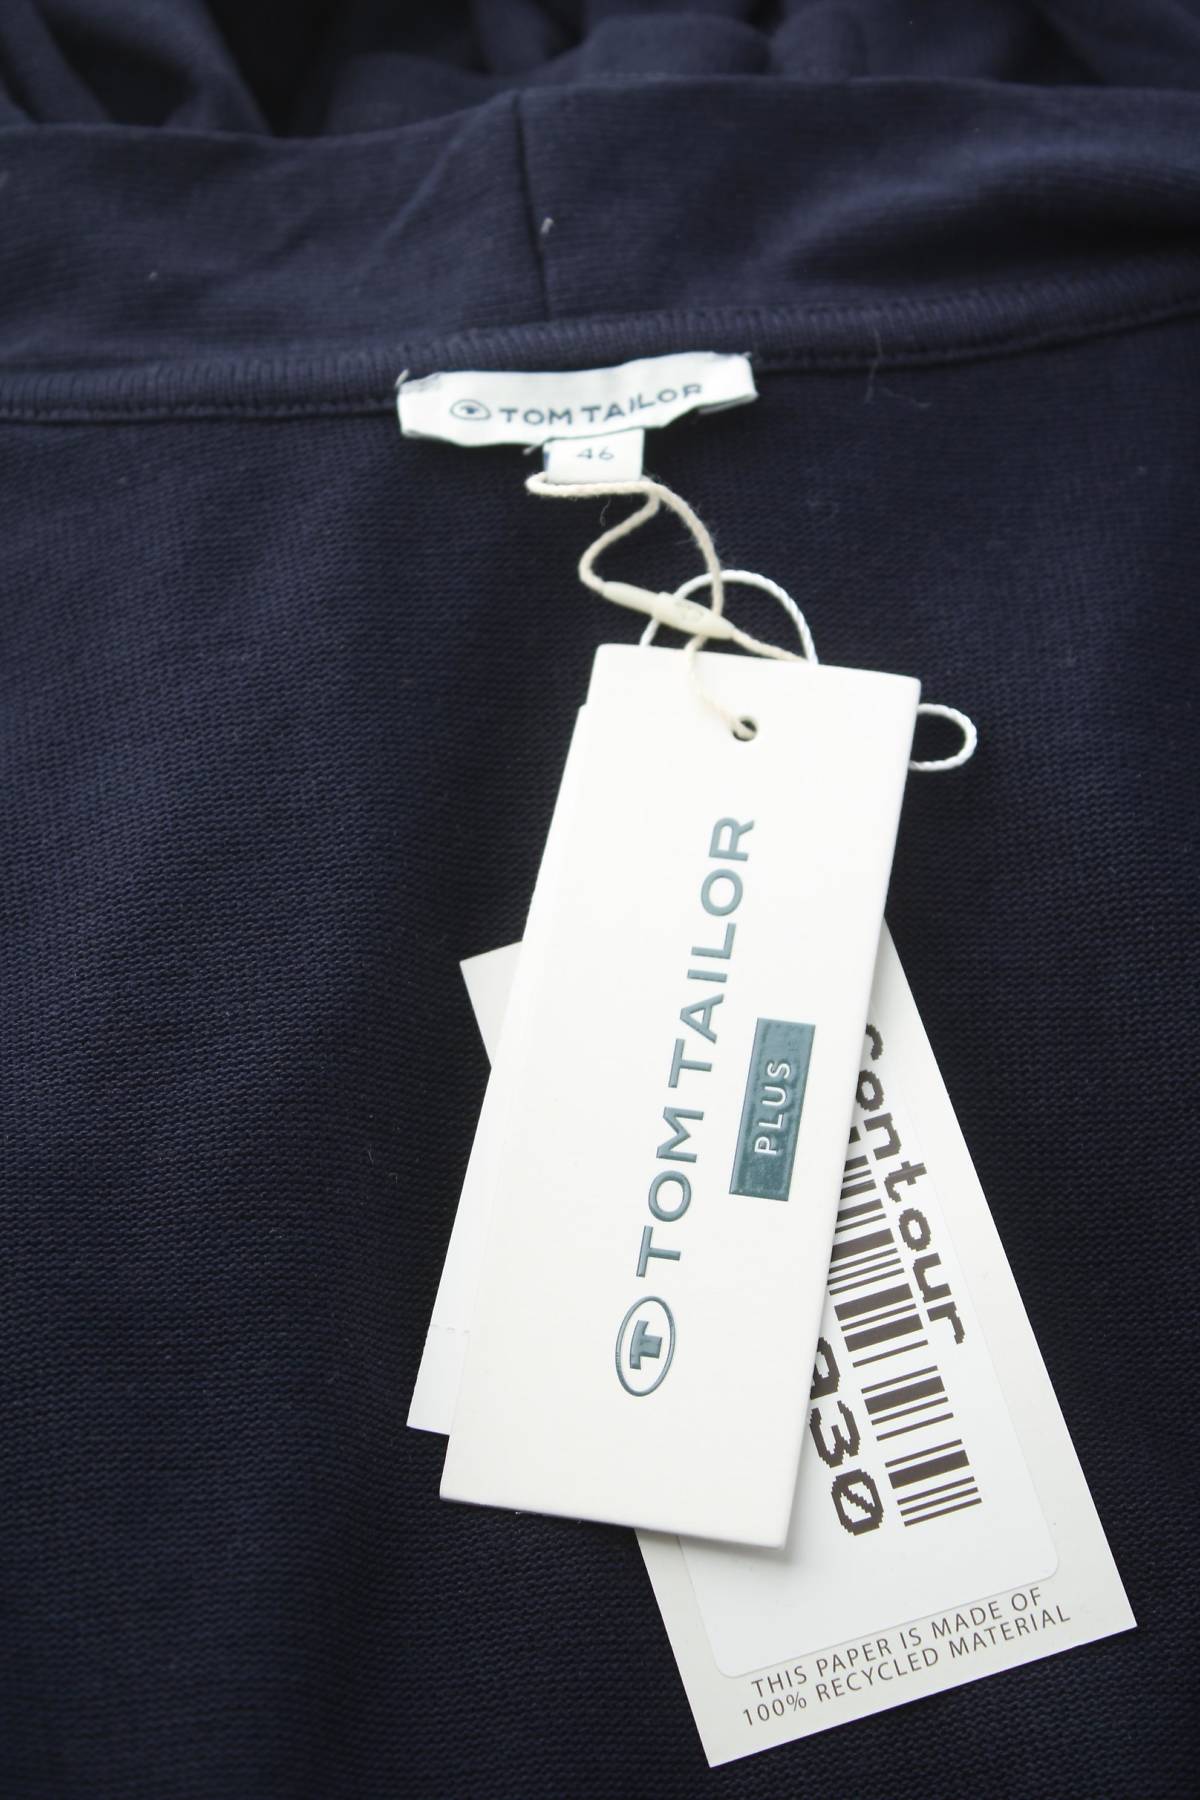 TOM TAILOR
46
TOM TAILOR
PLUS
contour
030
THIS PAPER IS MADE OF
100% RECYCLED MATERIAL